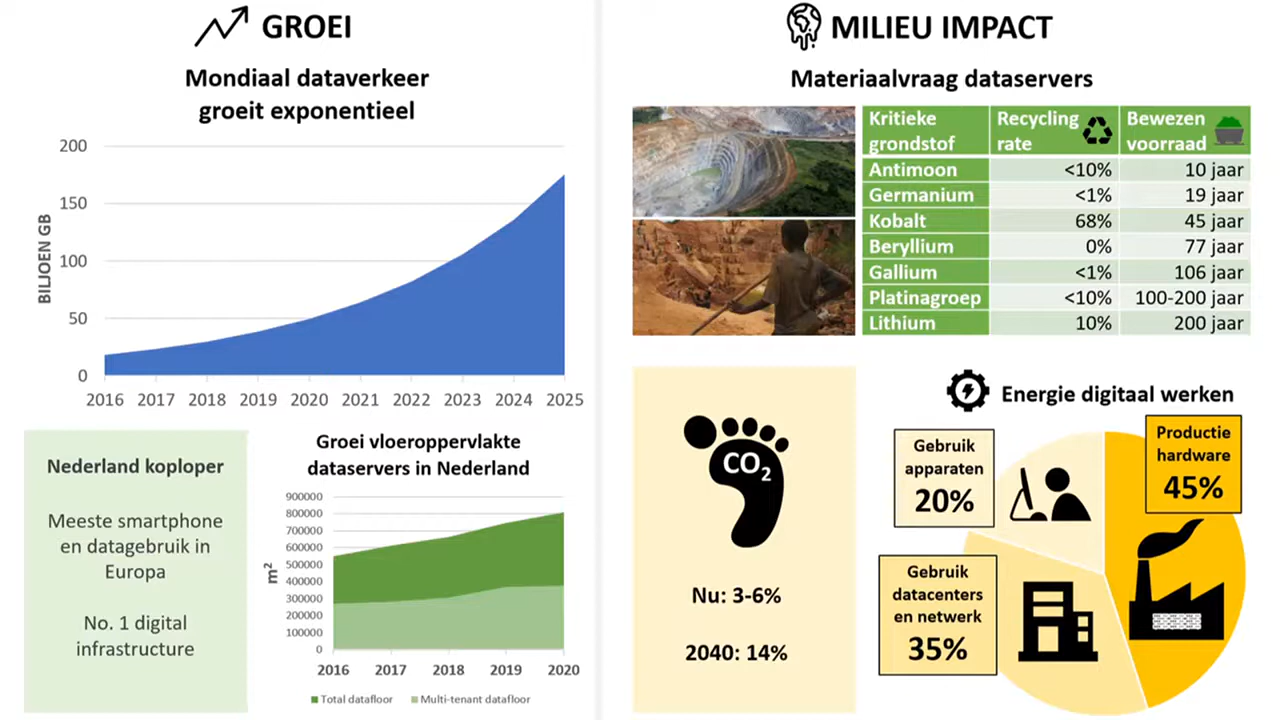 GROEI
Mondiaal dataverkeer
groeit exponentieel
200
150
100
50
0
BILJOEN GB
2016 2017 2018 2019 2020 2021 2022 2023 2024 2025
Nederland koploper
Meeste smartphone
en datagebruik in
Europa
No. 1 digital
infrastructure
Groei vloeroppervlakte
dataservers in Nederland
900000
800000
700000
600000
500000
400000
300000
200000
100000
0
m²
2016 2017 2018 2019 2020
Total datafloor Multi-tenant datafloor
MILIEU IMPACT
Materiaalvraag dataservers
Kritieke grondstof Recycling rate Bewezen voorraad
Antimoon <10% 10 jaar
Germanium <1% 19 jaar
Kobalt 68% 45 jaar
Beryllium 0% 77 jaar
Gallium <1% 106 jaar
Platinagroep <10% 100-200 jaar
Lithium 10% 200 jaar
CO₂
Nu: 3-6%
2040: 14%
Energie digitaal werken
Gebruik
apparaten
20%
Productie
hardware
45%
Gebruik
datacenters
en netwerk
35%